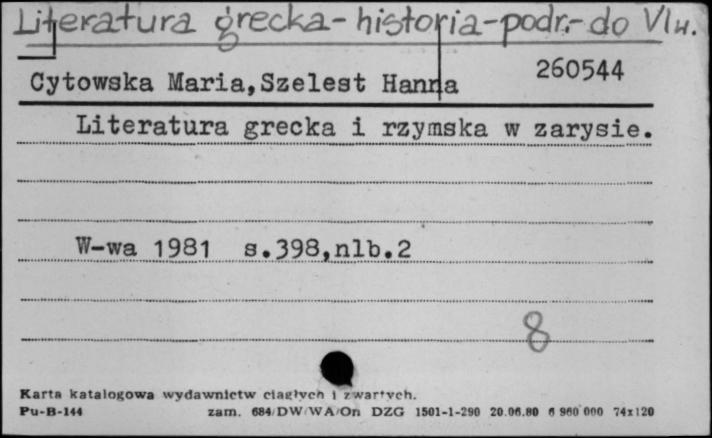 Literatura grecka - historia - podr. - do VI w.
260544
Cytowska Maria,Szelest Hanna
Literatura grecka i rzymska w zarysie.
W-wa 1981 s.398,nlb.2
8
Karta katalogowa wydawnictw ciągłych i zwartych.
Pu-B-144 zam. 684/DW/WA/On DZG 1501-1-290 20.06.80 6 960 000 74x120